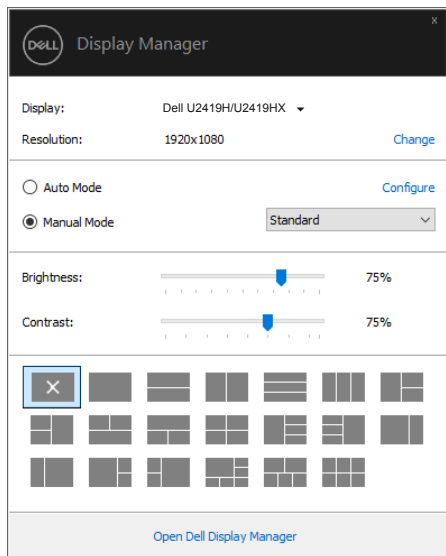 x
DELL Display Manager
Display: Dell U2419H/U2419HX
Resolution: 1920x1080 Change
Auto Mode Configure
Manual Mode Standard
Brightness: 75%
Contrast: 75%
Open Dell Display Manager